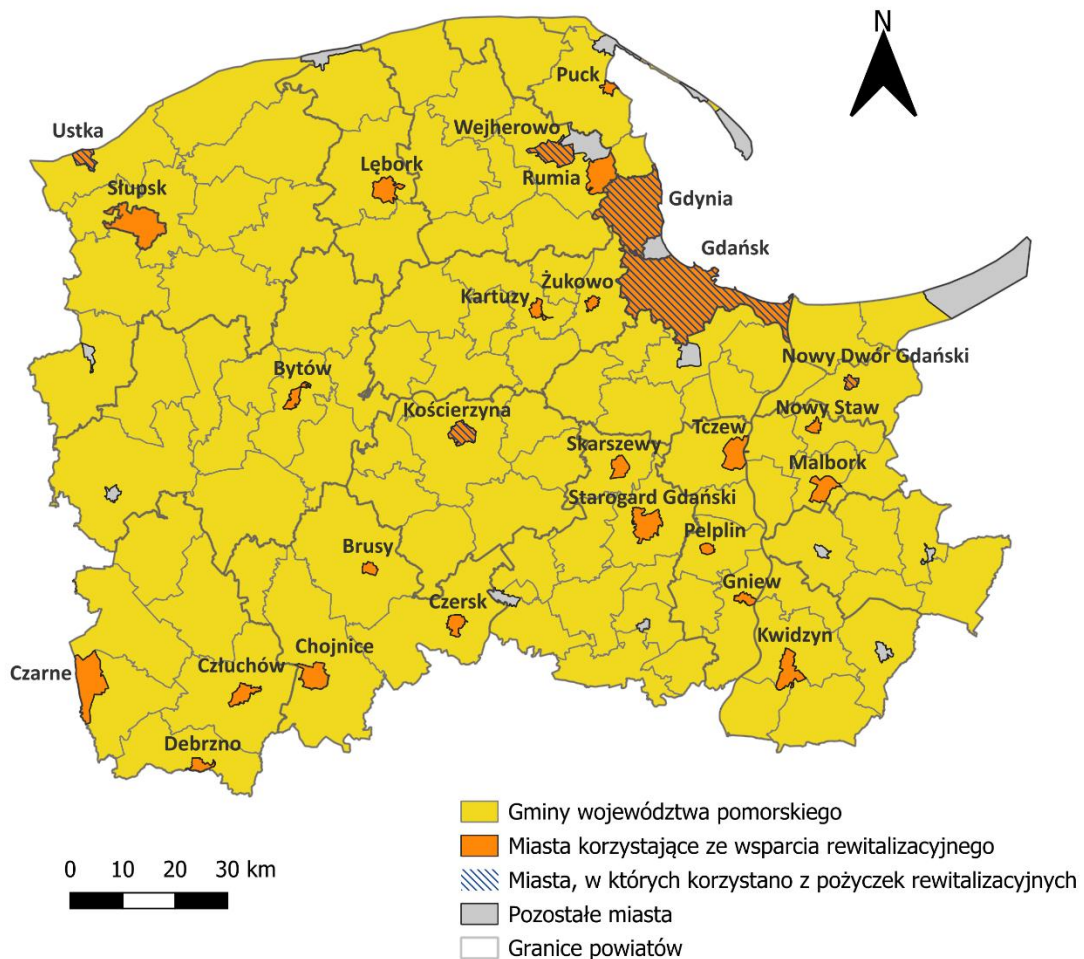 N
Puck
Ustka
Wejherowo
Lębork
Rumia
Słupsk
Gdynia
Gdańsk
Żukowo
Kartuzy
Nowy Dwór Gdański
Bytów
Nowy Staw
Kościerzyna
Tczew
Skarszewy
Malbork
Starogard Gdański
Pelplin
Brusy
Gniew
Czersk
Kwidzyn
Chojnice
Człuchów
Czarne
Debrzno
Gminy województwa pomorskiego
Miasta korzystające ze wsparcia rewitalizacyjnego
0 10 20 30 km
Miasta, w których korzystano z pożyczek rewitalizacyjnych
Pozostałe miasta
Granice powiatów